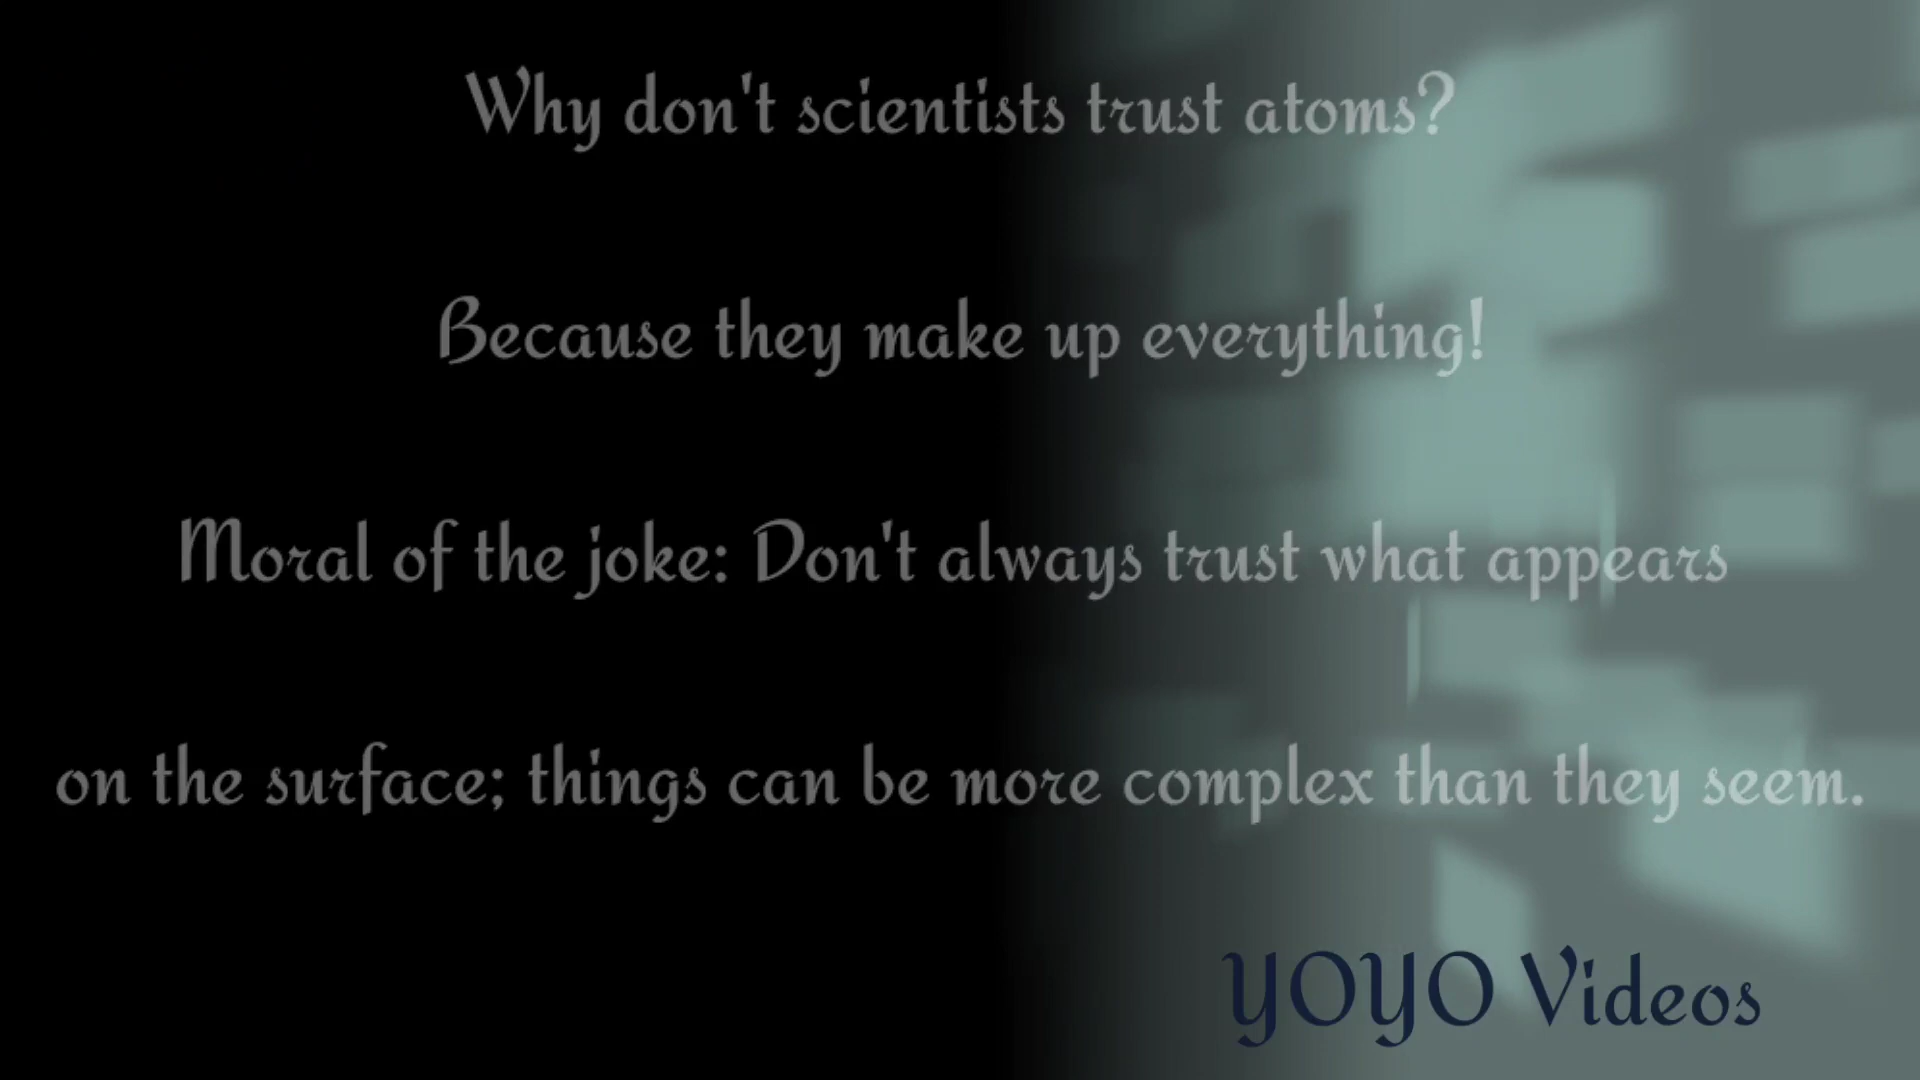 Why don't scientists trust atoms?
Because they make up everything!
Moral of the joke: Don't always trust what appears
on the surface; things can be more complex than they seem.
YOYO Videos